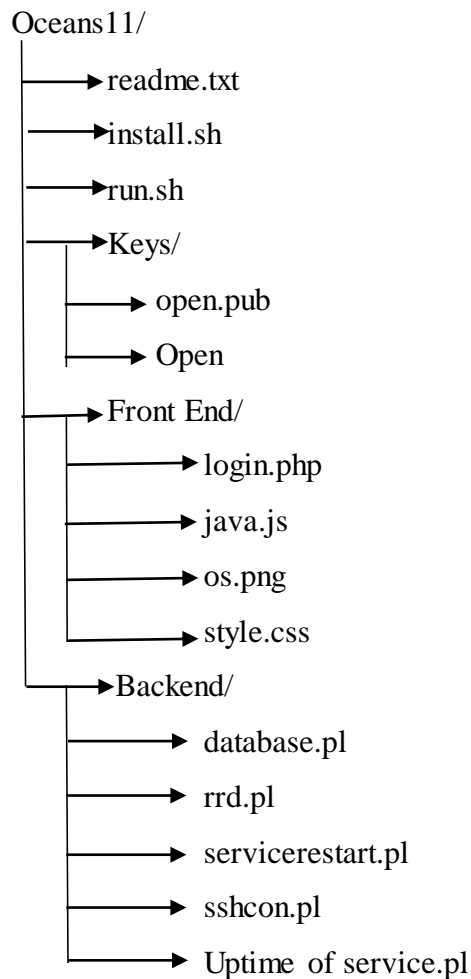 Oceans11/
readme.txt
install.sh
run.sh
Keys/
open.pub
Open
Front End/
login.php
java.js
os.png
style.css
Backend/
database.pl
rrd.pl
servicerestart.pl
sshcon.pl
Uptime of service.pl